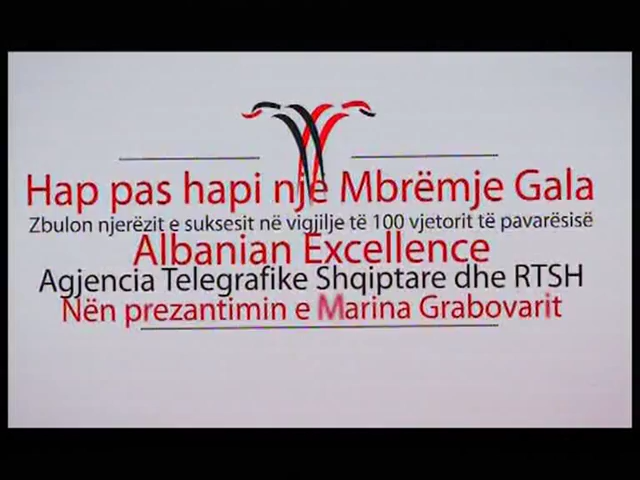 Hap pas hapi një Mbrëmje Gala
Zbulon njerëzit e suksesit në vigjilje të 100 vjetorit të pavarësisë
Albanian Excellence
Agjencia Telegrafike Shqiptare dhe RTSH
Nën prezantimin e Marina Grabovarit